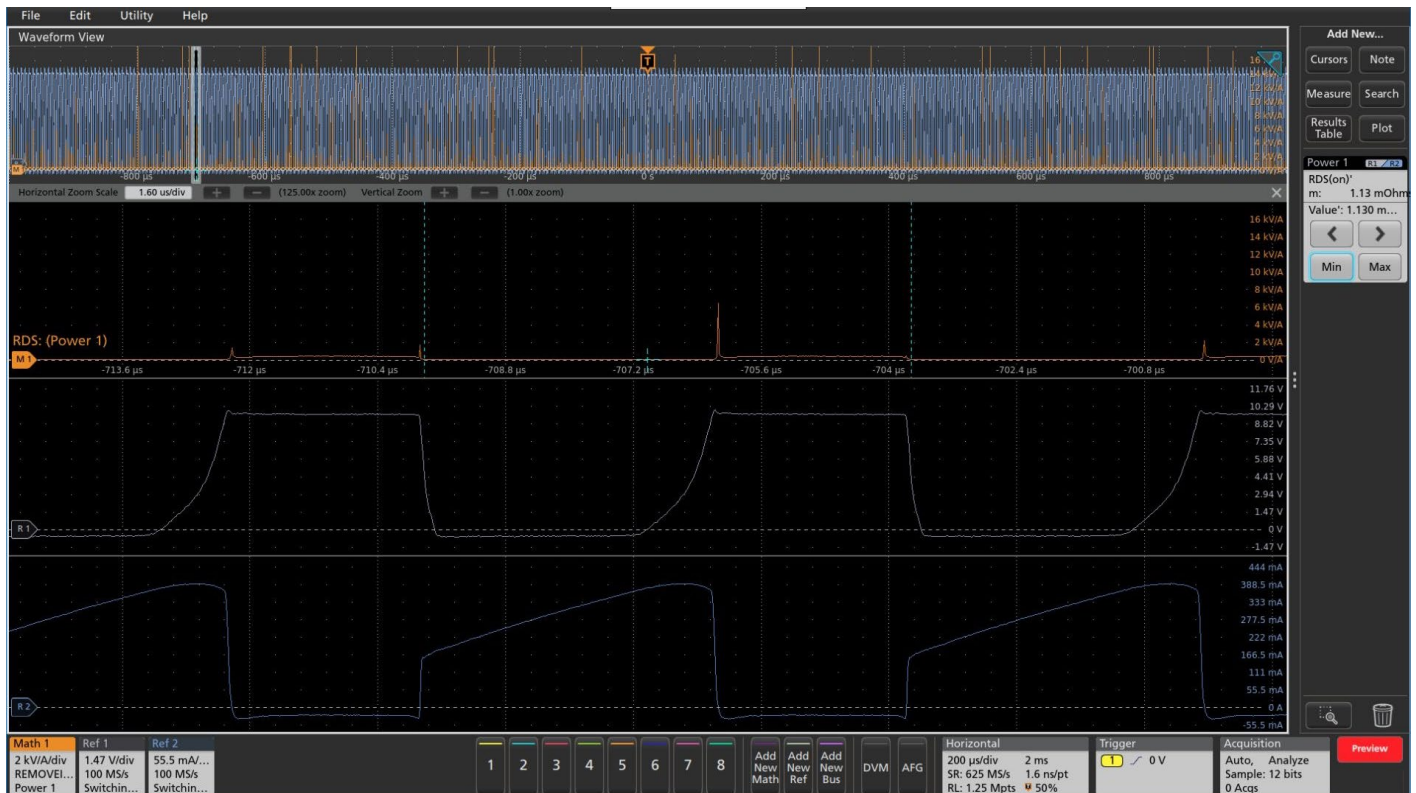 File Edit Utility Help
Waveform View
Add New...
Cursors Note
Measure Search
Results Table Plot
Power 1 R1 R2
RDS(on)'
m: 1.13 mOhms
Value': 1.130 m...
Min Max
T
12 kV/A
10 kV/A
8 kV/A
6 kV/A
M
-800 µs -600 µs -400 µs -200 µs 0 s 200 µs 400 µs 600 µs 800 µs
Horizontal Zoom Scale 1.60 us/div + - (125.00x zoom) Vertical Zoom + - (1.00x zoom)
16 kV/A
14 kV/A
12 kV/A
10 kV/A
8 kV/A
6 kV/A
4 kV/A
2 kV/A
0 V/A
RDS: (Power 1)
M 1
-713.6 µs -712 µs -710.4 µs -708.8 µs -707.2 µs -705.6 µs -704 µs -702.4 µs -700.8 µs
11.76 V
10.29 V
8.82 V
7.35 V
5.88 V
4.41 V
2.94 V
1.47 V
R 1
0 V
-1.47 V
444 mA
388.5 mA
333 mA
277.5 mA
222 mA
166.5 mA
111 mA
55.5 mA
R 2
0 A
-55.5 mA
Math 1
2 kV/A/div
REMOVEI...
Power 1
Ref 1
1.47 V/div
100 MS/s
Switchin...
Ref 2
55.5 mA/...
100 MS/s
Switchin...
1 2 3 4 5 6 7 8
Add New Math
Add New Ref
Add New Bus
DVM
AFG
Horizontal
200 µs/div 2 ms
SR: 625 MS/s 1.6 ns/pt
RL: 1.25 Mpts T 50%
Trigger
1 0 V
Acquisition
Auto, Analyze
Sample: 12 bits
0 Acqs
Preview